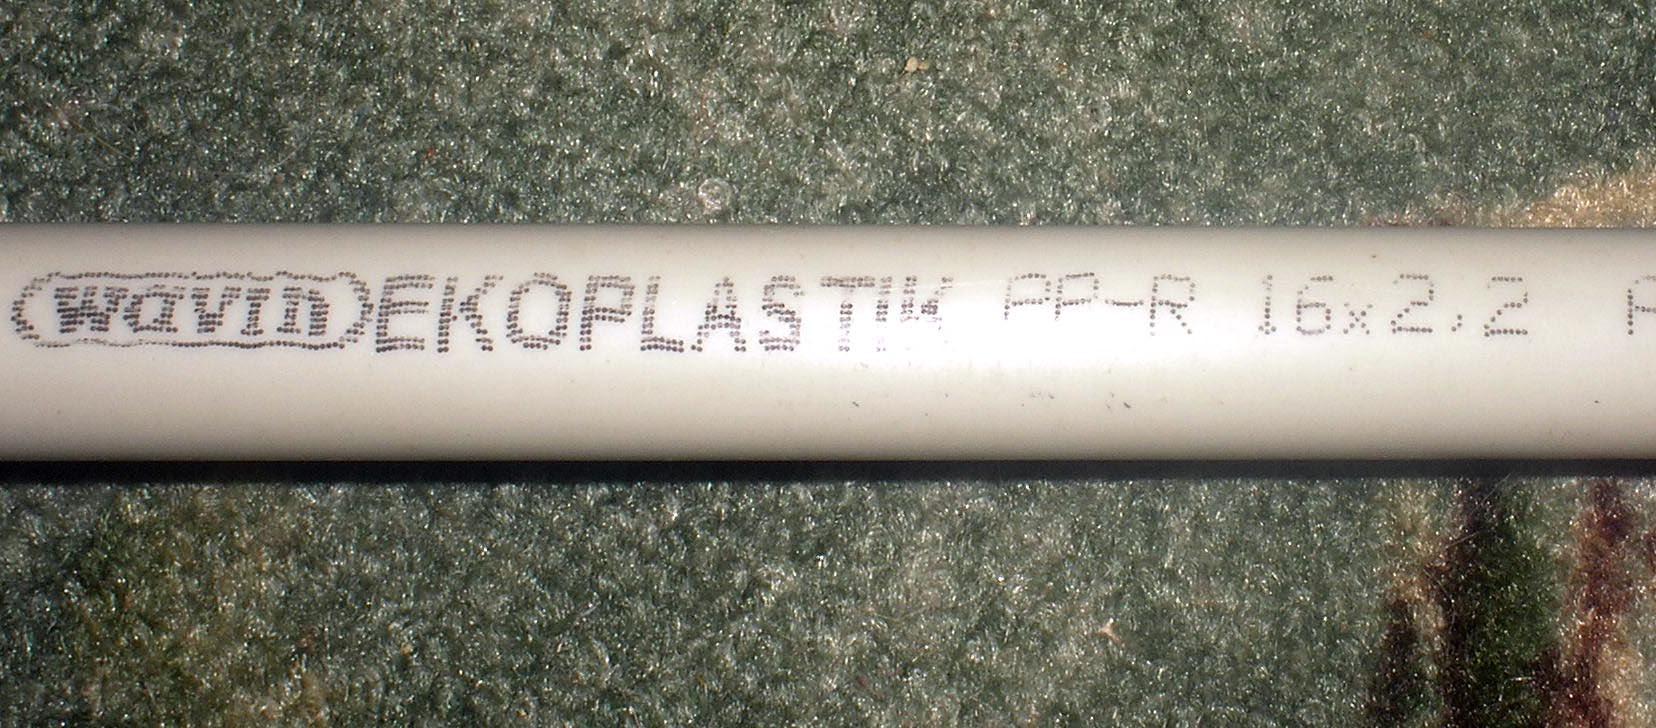 wavin EKOPLASTIK PP-R 16x2,2